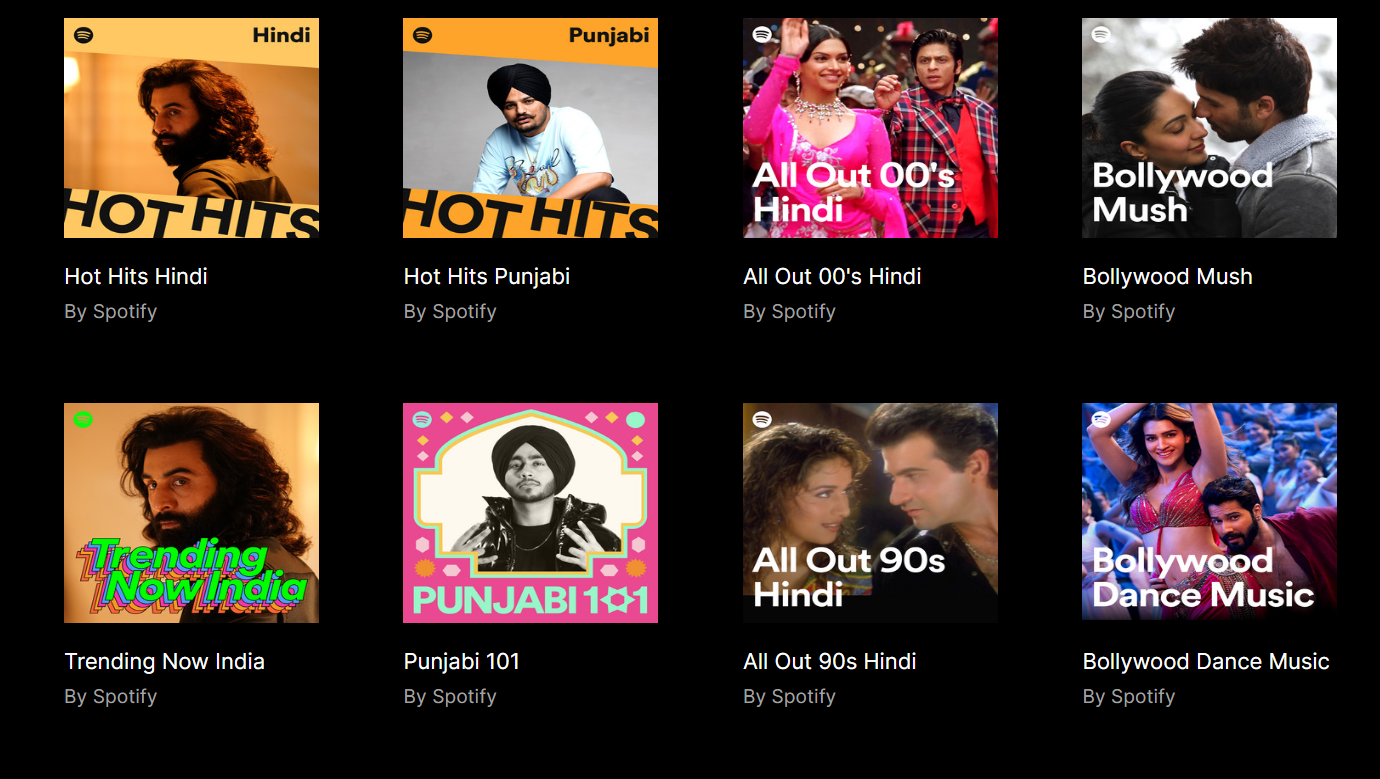 Hindi
HOT HITS
Punjabi
HOT HITS
All Out 00's
Hindi
Bollywood
Mush
Hot Hits Hindi
By Spotify
Hot Hits Punjabi
By Spotify
All Out 00's Hindi
By Spotify
Bollywood Mush
By Spotify
Trending
Now India
PUNJABI 101
All Out 90s
Hindi
Bollywood
Dance Music
Trending Now India
By Spotify
Punjabi 101
By Spotify
All Out 90s Hindi
By Spotify
Bollywood Dance Music
By Spotify